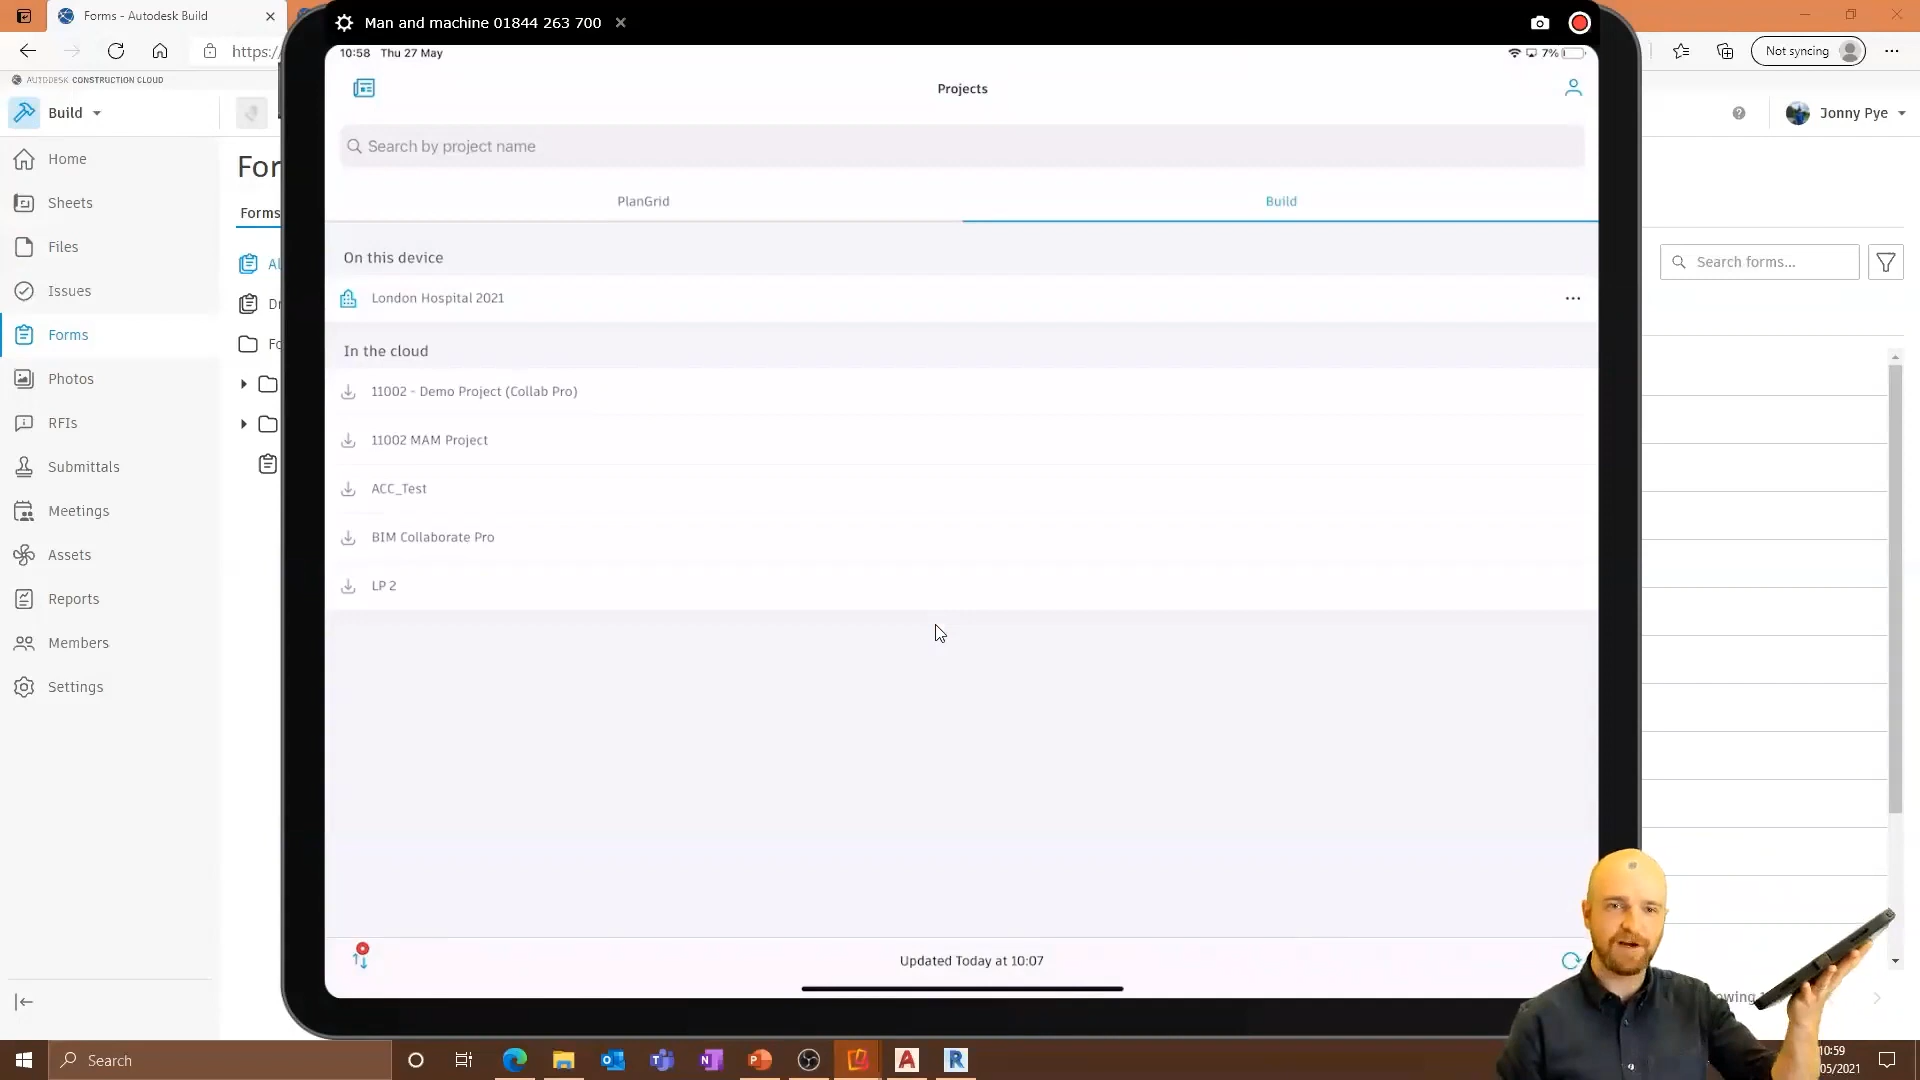 Forms - Autodesk Build
Man and machine 01844 263 700
https:/
Not syncing
10:58 Thu 27 May
7%
AUTODESK CONSTRUCTION CLOUD
Build
Projects
Jonny Pye
Search by project name
Home
Sheets
Files
Issues
Forms
Photos
RFIs
Submittals
Meetings
Assets
Reports
Members
Settings
For
Forms
Al
Dr
Fo
PlanGrid
Build
On this device
London Hospital 2021
In the cloud
11002 - Demo Project (Collab Pro)
11002 MAM Project
ACC_Test
BIM Collaborate Pro
LP 2
Search forms...
Updated Today at 10:07
owing
Search
10:59
05/2021